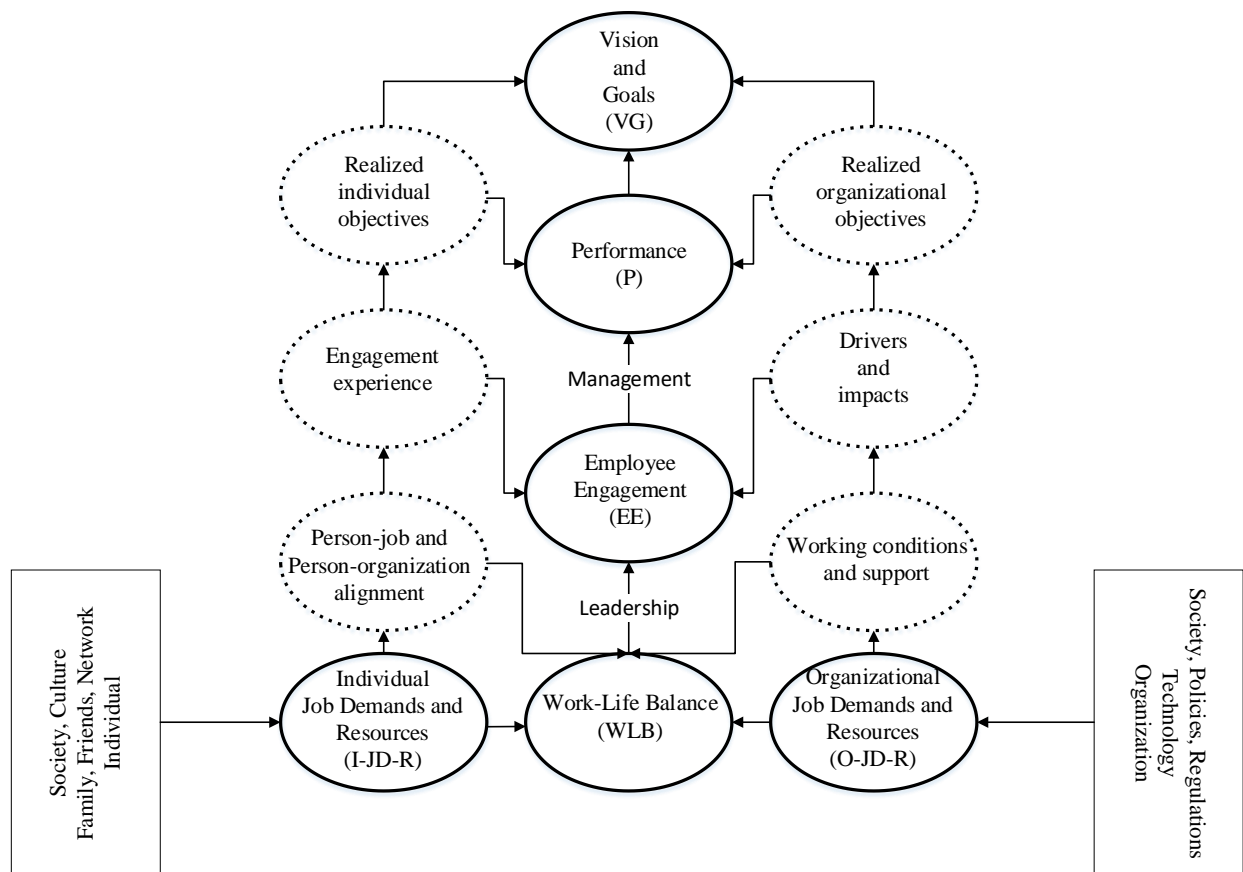 Vision
and
Goals
(VG)
Realized
individual
objectives
Realized
organizational
objectives
Performance
(P)
Engagement
experience
Management
Drivers
and
impacts
Employee
Engagement
(EE)
Person-job and
Person-organization
alignment
Working conditions
and support
Leadership
Society, Culture
Family, Friends, Network
Individual
Individual
Job Demands and
Resources
(I-JD-R)
Work-Life Balance
(WLB)
Organizational
Job Demands and
Resources
(O-JD-R)
Society, Policies, Regulations
Technology
Organization